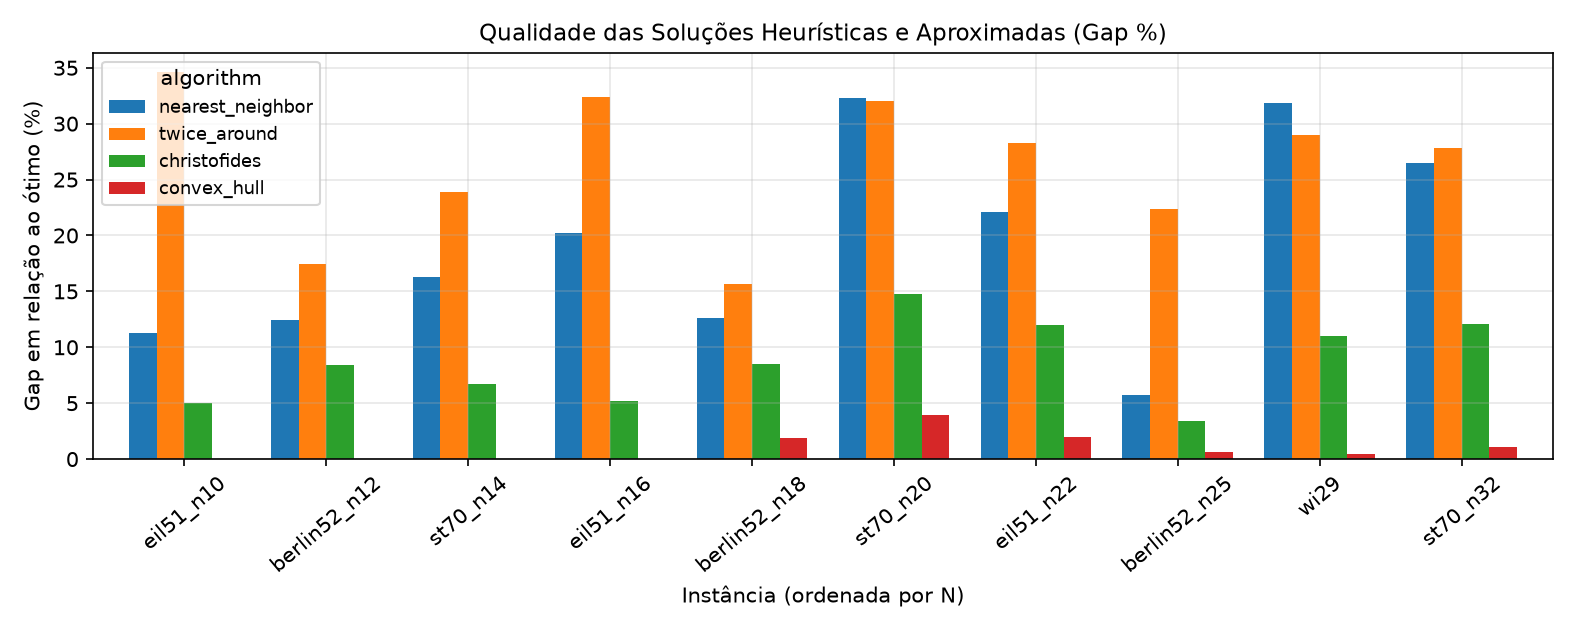 Qualidade das Soluções Heurísticas e Aproximadas (Gap %)
Gap em relação ao ótimo (%)
35
30
25
20
15
10
5
0
algorithm
nearest_neighbor
twice_around
christofides
convex_hull
eil51_n10
berlin52_n12
st70_n14
eil51_n16
berlin52_n18
st70_n20
eil51_n22
berlin52_n25
wi29
st70_n32
Instância (ordenada por N)